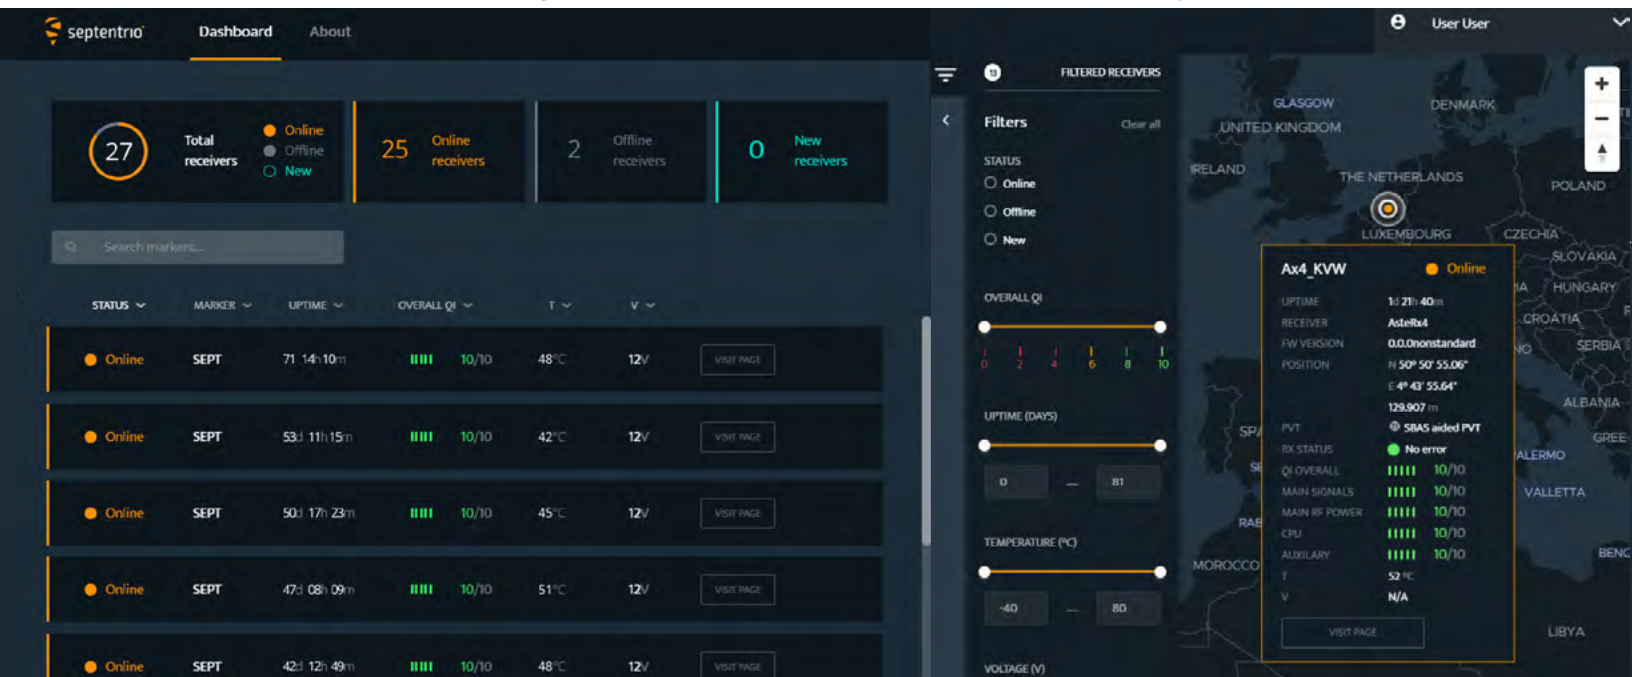 septentrio
Dashboard
About
27
Total
receivers
Online
Offline
New
25
Online
receivers
2
Offline
receivers
0
New
receivers
Search markers...
STATUS MARKER UPTIME OVERALL QI T V
Online SEPT 71 14h 10m 10/10 48°C 12V VISIT PAGE
Online SEPT 53d 11h 15m 10/10 42°C 12V VISIT PAGE
Online SEPT 50d 17h 23m 10/10 45°C 12V VISIT PAGE
Online SEPT 47d 08h 09m 10/10 51°C 12V VISIT PAGE
Online SEPT 42d 12h 49m 10/10 48°C 12V VISIT PAGE
User User
13 FILTERED RECEIVERS
Filters Clear all
STATUS
Online
Offline
New
OVERALL QI
0 2 4 6 8 10
UPTIME (DAYS)
0 — 81
TEMPERATURE (°C)
-40 — 80
VOLTAGE (V)
GLASGOW
DENMARK
UNITED KINGDOM
IRELAND
THE NETHERLANDS
POLAND
LUXEMBOURG
CZECHIA
SLOVAKIA
HUNGARY
CROATIA
SERBIA
ALBANIA
GREE
SPA
PALERMO
VALLETTA
RAB
MOROCCO
BENG
LIBYA
Ax4_KVW Online
UPTIME 1d 21h 40m
RECEIVER AsteRx4
FW VERSION 0.0.0nonstandard
POSITION N 50° 50' 55.06"
E 4° 43' 55.64"
129.907 m
PVT SBAS aided PVT
RX STATUS No error
QI OVERALL 10/10
MAIN SIGNALS 10/10
MAIN RF POWER 10/10
CPU 10/10
AUXILARY 10/10
T 52 °C
V N/A
VISIT PAGE